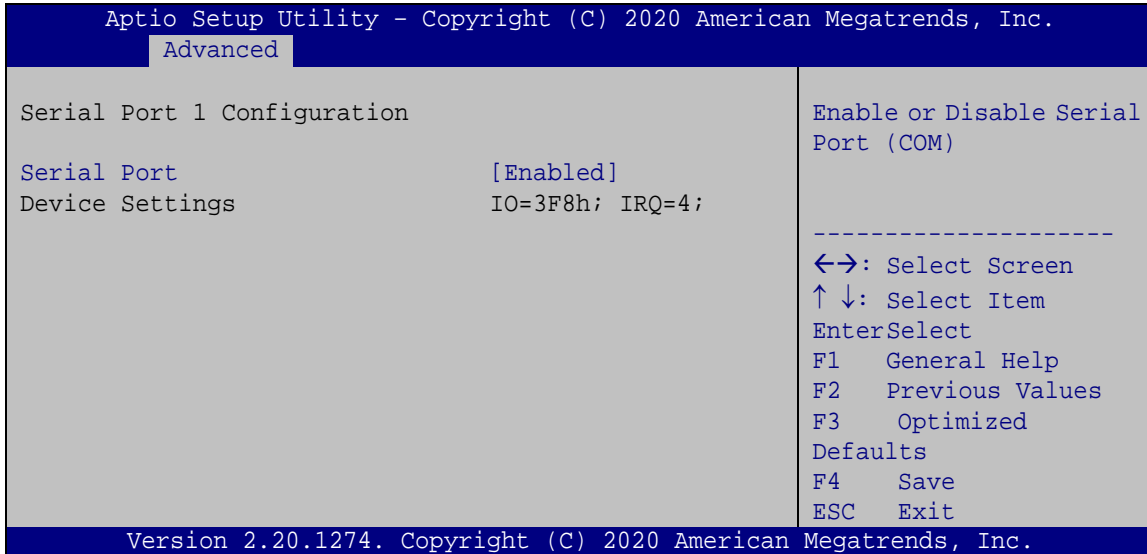 Aptio Setup Utility – Copyright (C) 2020 American Megatrends, Inc.
Advanced
Serial Port 1 Configuration
Serial Port [Enabled]
Device Settings IO=3F8h; IRQ=4;
Enable or Disable Serial
Port (COM)
---------------------
←→: Select Screen
↑ ↓: Select Item
EnterSelect
F1 General Help
F2 Previous Values
F3 Optimized
Defaults
F4 Save
ESC Exit
Version 2.20.1274. Copyright (C) 2020 American Megatrends, Inc.